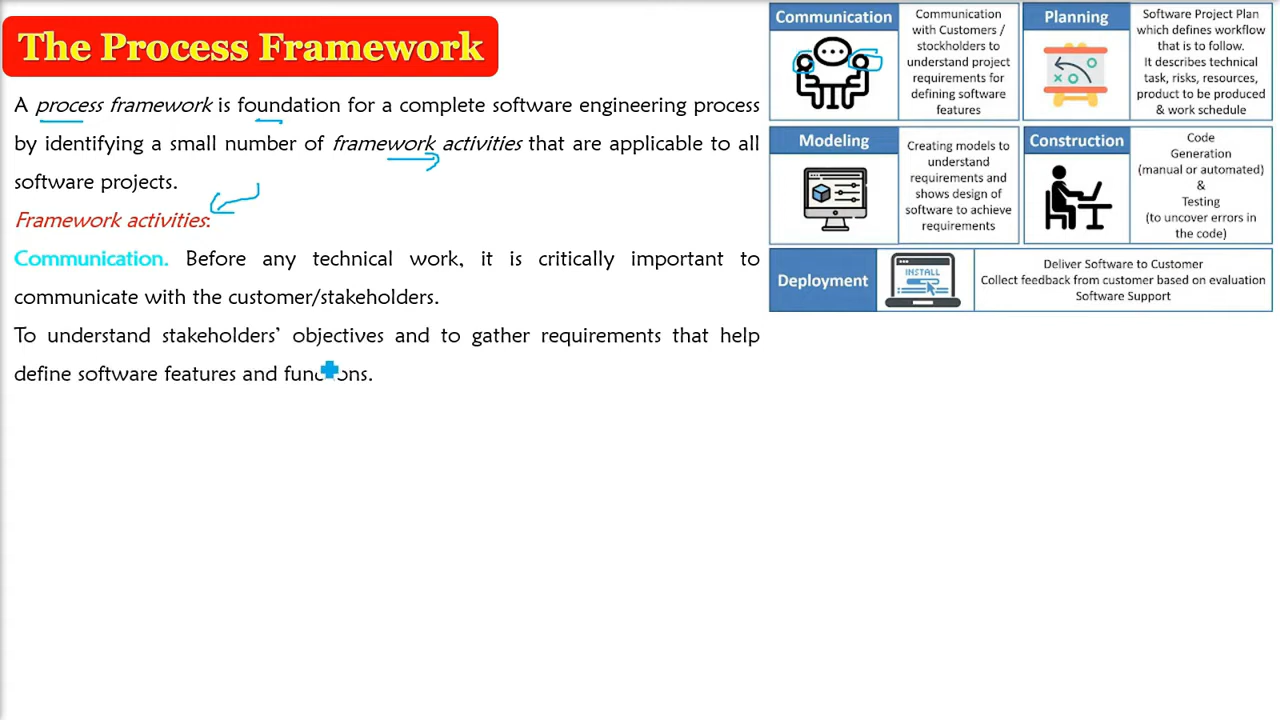 The Process Framework
A process framework is foundation for a complete software engineering process
by identifying a small number of framework activities that are applicable to all
software projects.
Framework activities:
Communication. Before any technical work, it is critically important to
communicate with the customer/stakeholders.
To understand stakeholders' objectives and to gather requirements that help
define software features and functions.
Communication
Communication
with Customers /
stockholders to
understand project
requirements for
defining software
features
Planning
Software Project Plan
which defines workflow
that is to follow.
It describes technical
task, risks, resources,
product to be produced
& work schedule
Modeling
Creating models to
understand
requirements and
shows design of
software to achieve
requirements
Construction
Code
Generation
(manual or automated)
&
Testing
(to uncover errors in
the code)
Deployment
INSTALL
Deliver Software to Customer
Collect feedback from customer based on evaluation
Software Support